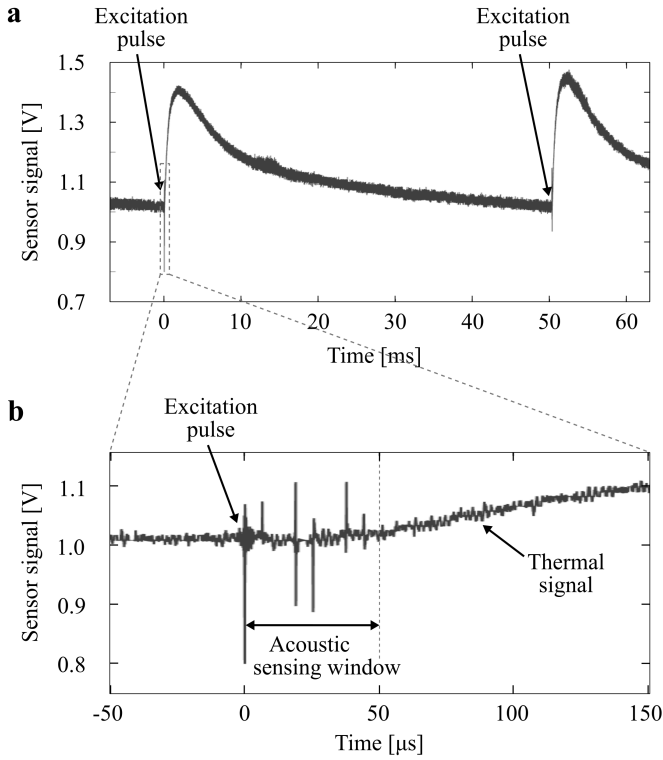 a
Excitation
pulse
Excitation
pulse
1.5
1.3
1.1
0.9
0.7
Sensor signal [V]
0
10
20
30
40
50
60
Time [ms]
b
Excitation
pulse
1.1
1.0
0.9
0.8
Sensor signal [V]
Thermal
signal
Acoustic
sensing window
-50
0
50
100
150
Time [μs]